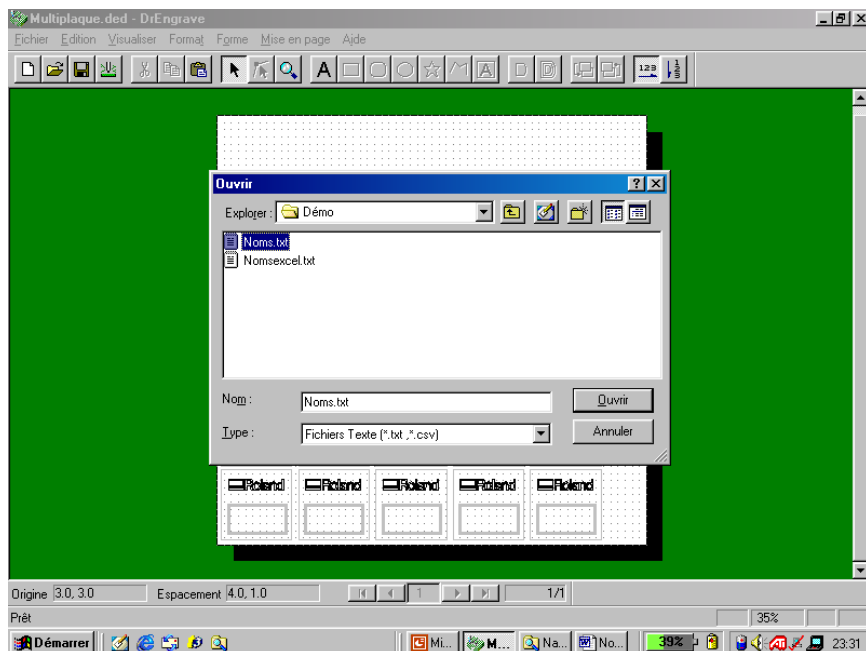 Multiplaque.ded - DrEngrave
Fichier Edition Visualiser Format Forme Mise en page Aide
A A D D 123 123
Ouvrir
Explorer : Démo
Noms.txt
Nomsexcel.txt
Nom : Noms.txt Ouvrir
Type : Fichiers Texte (*.txt ,*.csv) Annuler
Roland Roland Roland Roland Roland
Origine 3.0, 3.0 Espacement 4.0, 1.0 1 1/1
Prêt 35%
Démarrer Mi... M... Na... No... 39% 23:31